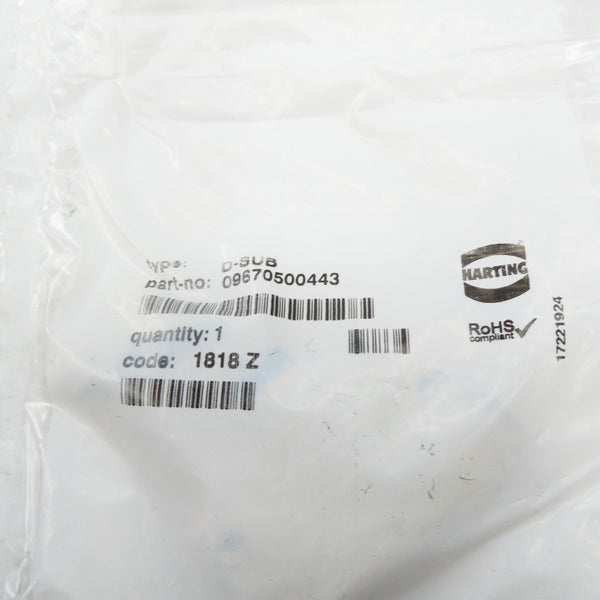 type: D-SUB
part-no: 09670500443
quantity: 1
code: 1818 Z
HARTING
RoHS
compliant
17221924